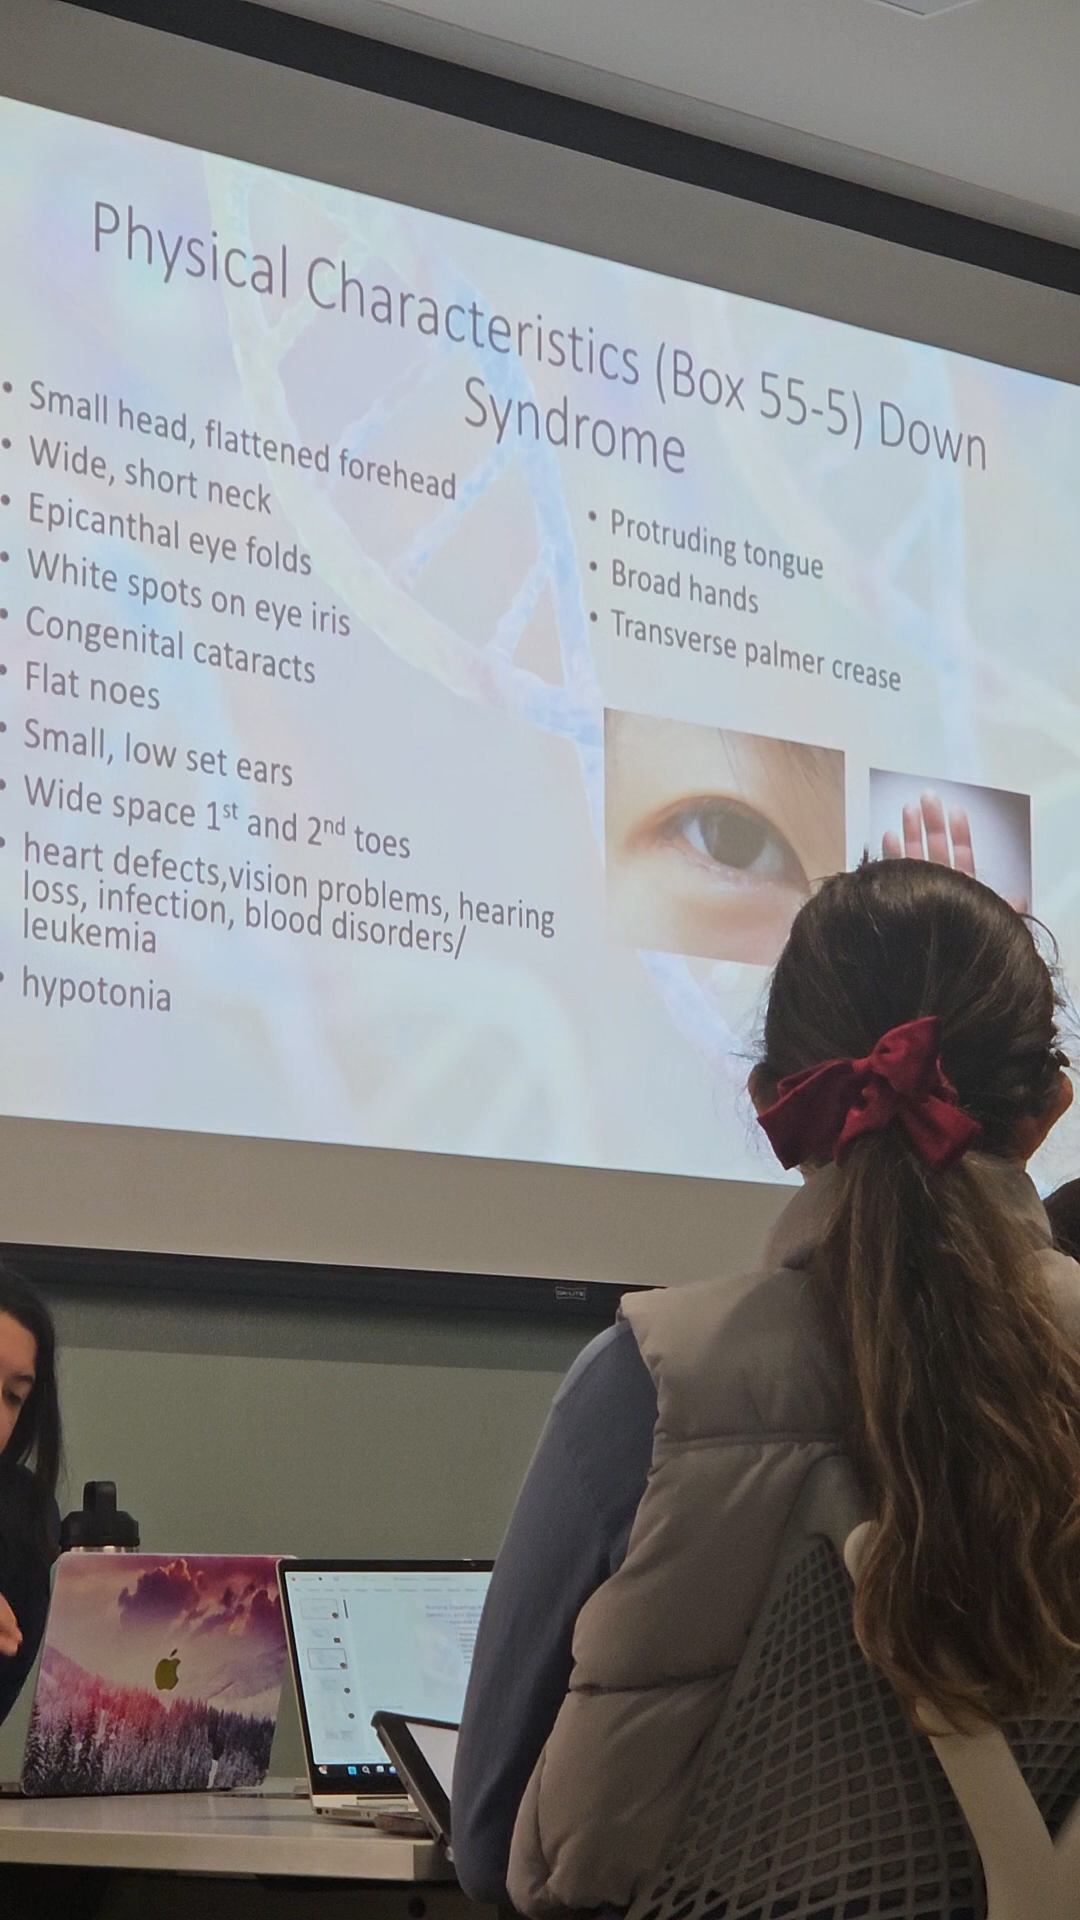 Physical Characteristics (Box 55-5) Down
Syndrome
• Small head, flattened forehead
• Wide, short neck
• Epicanthal eye folds
• White spots on eye iris
• Congenital cataracts
• Flat noes
• Small, low set ears
• Wide space 1st and 2nd toes
• heart defects,vision problems, hearing
loss, infection, blood disorders/
leukemia
• hypotonia
• Protruding tongue
• Broad hands
• Transverse palmer crease
DA-LITE